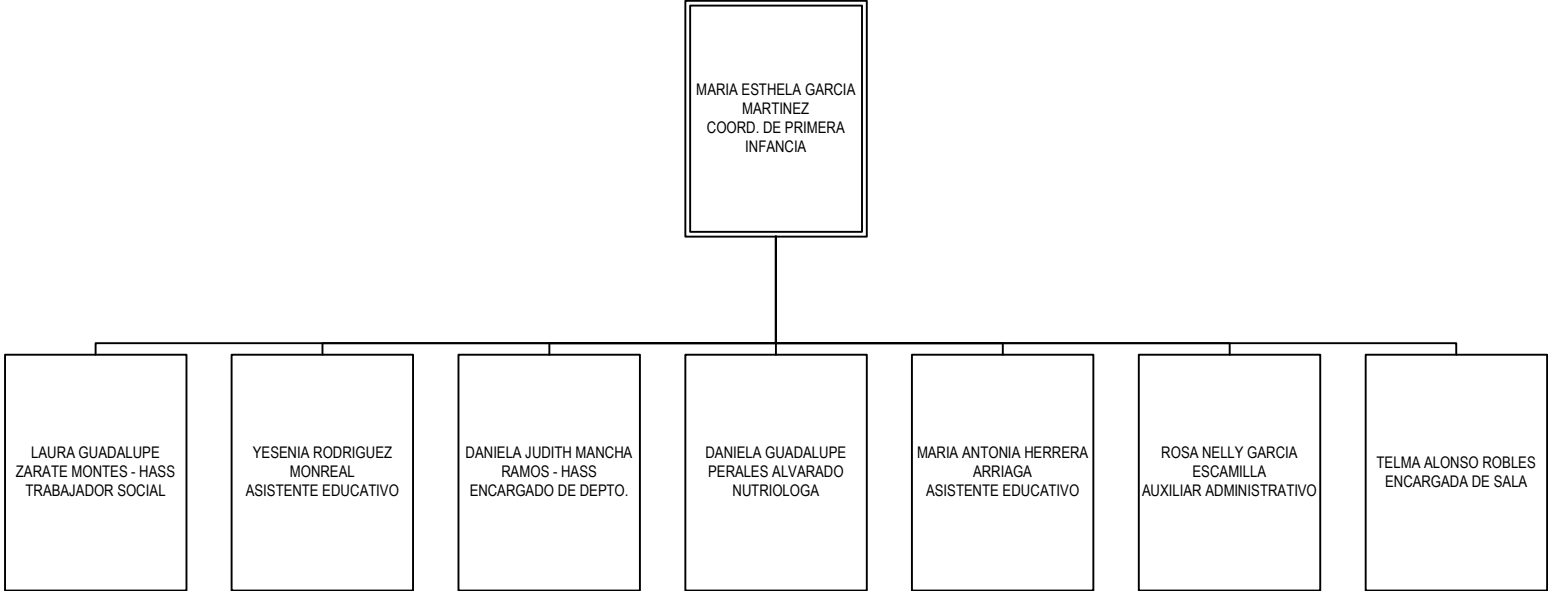 MARIA ESTHELA GARCIA
MARTINEZ
COORD. DE PRIMERA
INFANCIA
LAURA GUADALUPE
ZARATE MONTES - HASS
TRABAJADOR SOCIAL
YESENIA RODRIGUEZ
MONREAL
ASISTENTE EDUCATIVO
DANIELA JUDITH MANCHA
RAMOS - HASS
ENCARGADO DE DEPTO.
DANIELA GUADALUPE
PERALES ALVARADO
NUTRIOLOGA
MARIA ANTONIA HERRERA
ARRIAGA
ASISTENTE EDUCATIVO
ROSA NELLY GARCIA
ESCAMILLA
AUXILIAR ADMINISTRATIVO
TELMA ALONSO ROBLES
ENCARGADA DE SALA